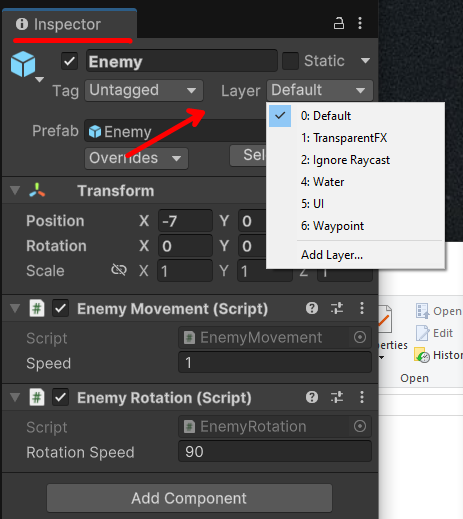 Inspector
Enemy Static
Tag Untagged Layer Default
0: Default
1: TransparentFX
2: Ignore Raycast
4: Water
5: UI
6: Waypoint
Add Layer...
Prefab Enemy
Overrides Sel
Transform
Position X -7 Y 0
Rotation X 0 Y 0
Scale X 1 Y 1 Z 1
Enemy Movement (Script)
Script EnemyMovement
Speed 1
Enemy Rotation (Script)
Script EnemyRotation
Rotation Speed 90
Add Component
Open
erties Edit
Histor
Open